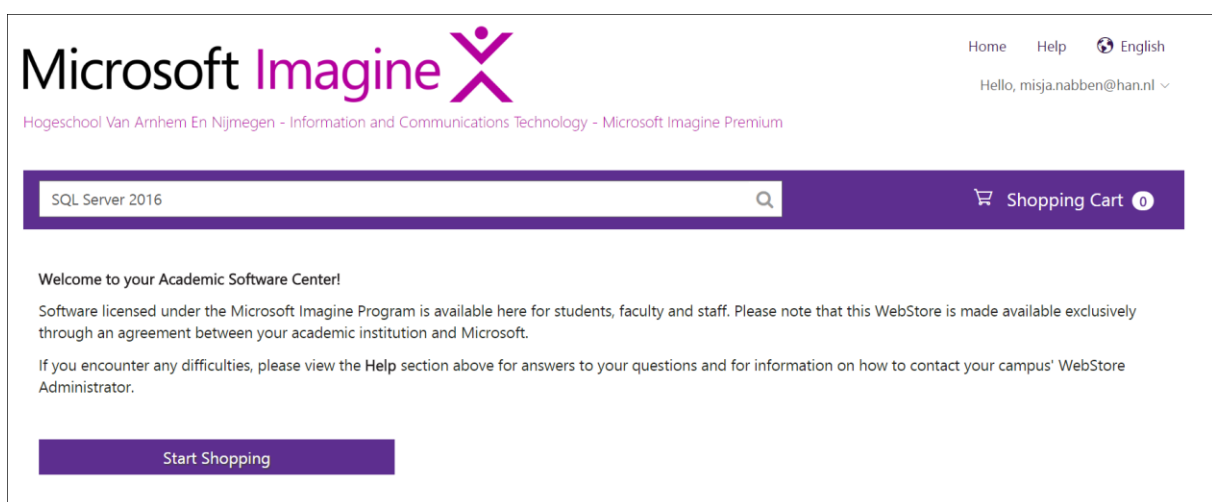 Microsoft Imagine
Home Help English
Hello, misja.nabben@han.nl
Hogeschool Van Arnhem En Nijmegen - Information and Communications Technology - Microsoft Imagine Premium
SQL Server 2016
Shopping Cart 0
Welcome to your Academic Software Center!
Software licensed under the Microsoft Imagine Program is available here for students, faculty and staff. Please note that this WebStore is made available exclusively
through an agreement between your academic institution and Microsoft.
If you encounter any difficulties, please view the Help section above for answers to your questions and for information on how to contact your campus' WebStore
Administrator.
Start Shopping